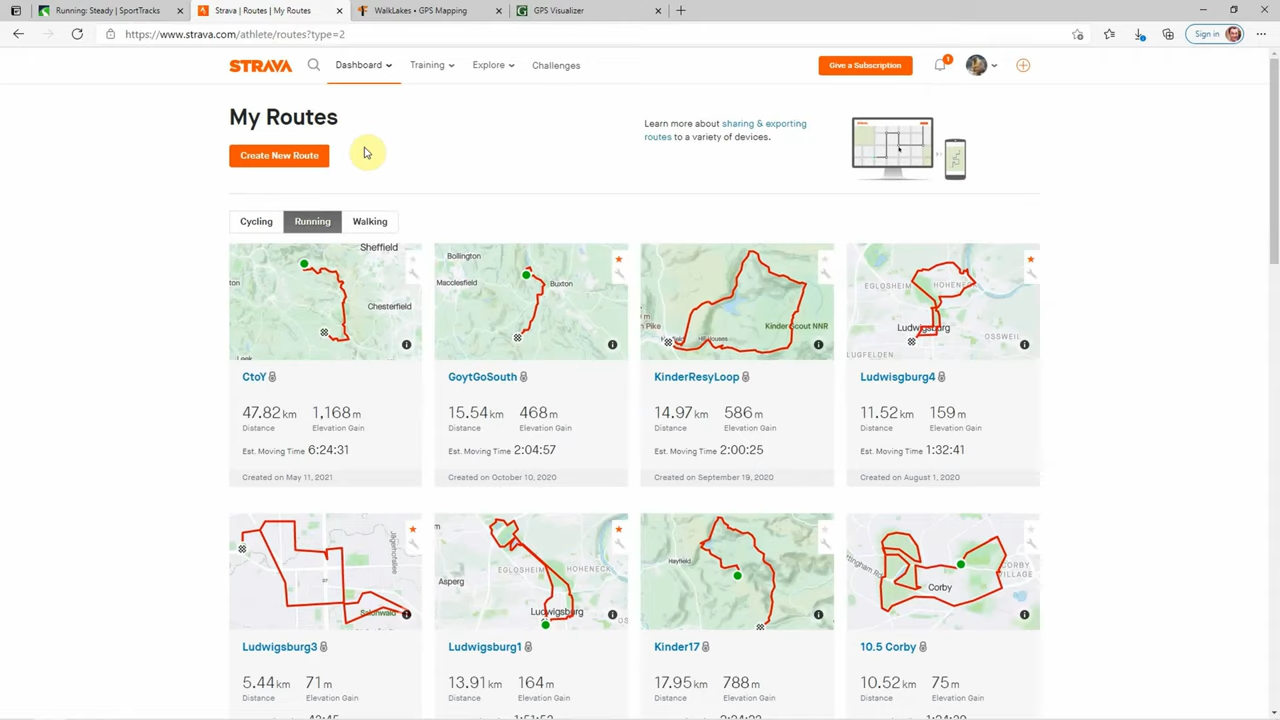 Running: Steady | SportTracks
Strava | Routes | My Routes
WalkLakes - GPS Mapping
GPS Visualizer
https://www.strava.com/athlete/routes?type=2
Sign in
STRAVA
Dashboard
Training
Explore
Challenges
Give a Subscription
My Routes
Learn more about sharing & exporting
routes to a variety of devices.
Create New Route
Cycling
Running
Walking
Sheffield
Chesterfield
Leek
CtoY
47.82 km
1,168 m
Distance
Elevation Gain
Est. Moving Time 6:24:31
Created on May 11, 2021
Bollington
Macclesfield
Buxton
GoytGoSouth
15.54 km
468 m
Distance
Elevation Gain
Est. Moving Time 2:04:57
Created on October 10, 2020
Kinder Scout NNR
KinderResyLoop
14.97 km
586 m
Distance
Elevation Gain
Est. Moving Time 2:00:25
Created on September 19, 2020
EGLOSHEIM
HOHENECK
Ludwigsburg
OSSWEIL
LUGFELDEN
Ludwisgburg4
11.52 km
159 m
Distance
Elevation Gain
Est. Moving Time 1:32:41
Created on August 1, 2020
Salonwald
Ludwigsburg3
5.44 km
71 m
Distance
Elevation Gain
Asperg
EGLOSHEIM
HOHENECK
Ludwigsburg
Ludwigsburg1
13.91 km
164 m
Distance
Elevation Gain
Hayfield
Kinder17
17.95 km
788 m
Distance
Elevation Gain
Corby
CORBY
VILLAGE
10.5 Corby
10.52 km
75 m
Distance
Elevation Gain